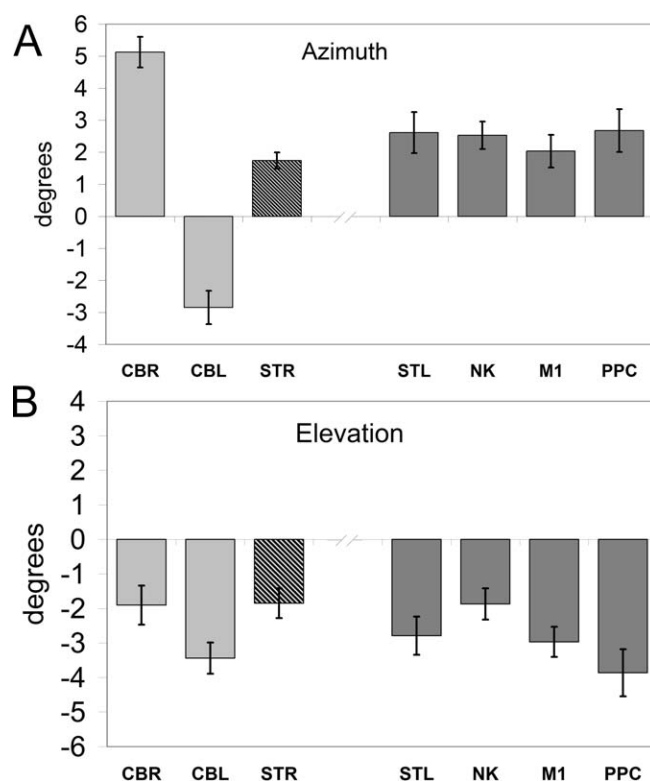 A
Azimuth
degrees
6
5
4
3
2
1
0
-1
-2
-3
-4
CBR CBL STR STL NK M1 PPC
B
Elevation
degrees
4
3
2
1
0
-1
-2
-3
-4
-5
-6
CBR CBL STR STL NK M1 PPC